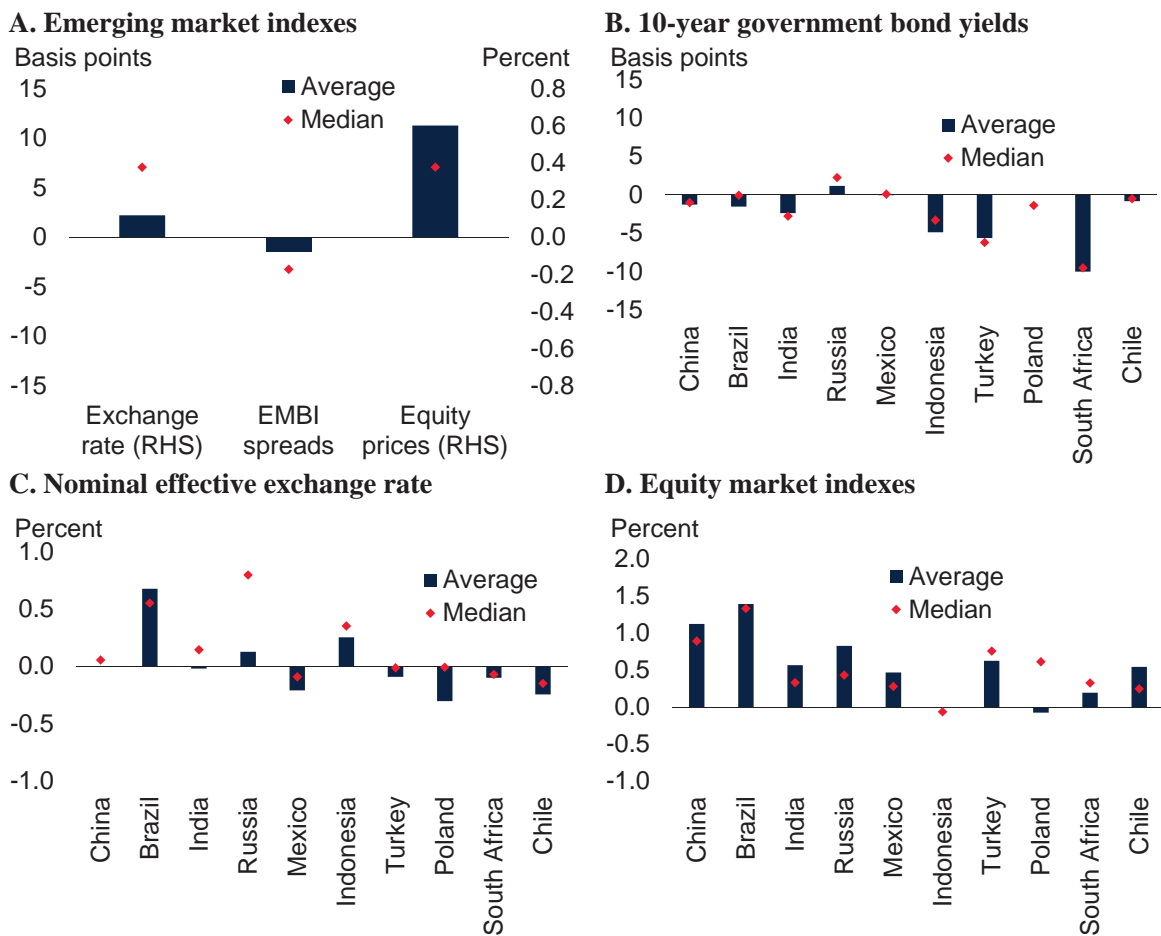 A. Emerging market indexes
Basis points
Percent
15
10
5
0
-5
-10
-15
0.8
0.6
0.4
0.2
0.0
-0.2
-0.4
-0.6
-0.8
Average
Median
Exchange
rate (RHS)
EMBI
spreads
Equity
prices (RHS)
B. 10-year government bond yields
Basis points
15
10
5
0
-5
-10
-15
Average
Median
China
Brazil
India
Russia
Mexico
Indonesia
Turkey
Poland
South Africa
Chile
C. Nominal effective exchange rate
Percent
1.0
0.5
0.0
-0.5
-1.0
Average
Median
China
Brazil
India
Russia
Mexico
Indonesia
Turkey
Poland
South Africa
Chile
D. Equity market indexes
Percent
2.0
1.5
1.0
0.5
0.0
-0.5
-1.0
Average
Median
China
Brazil
India
Russia
Mexico
Indonesia
Turkey
Poland
South Africa
Chile